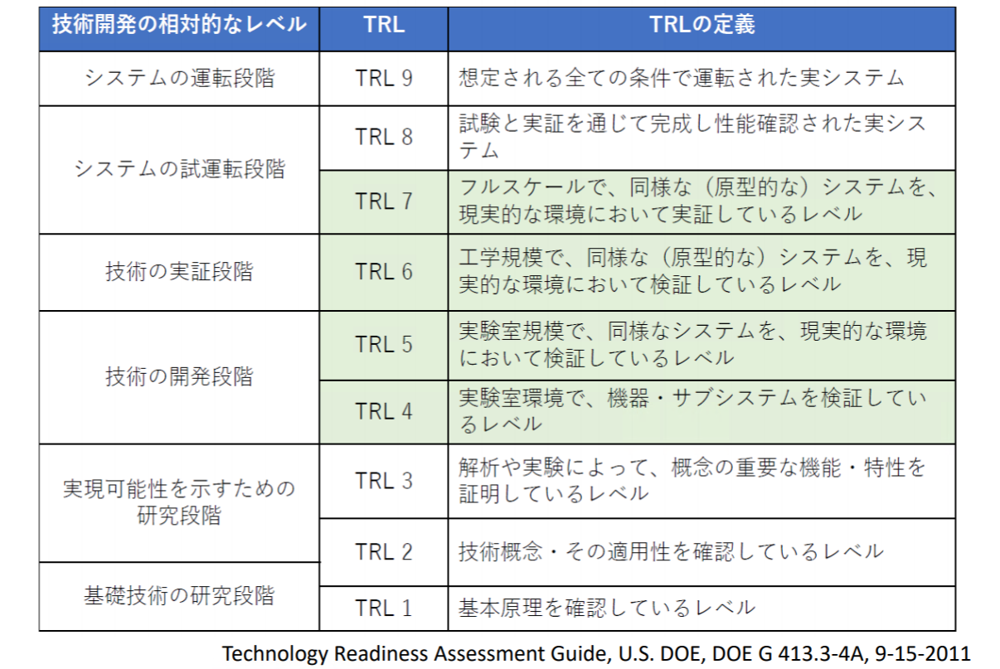 技術開発の相対的なレベル TRL TRLの定義
システムの運転段階 TRL 9 想定される全ての条件で運転された実システム
システムの試運転段階 TRL 8 試験と実証を通じて完成し性能確認された実シス
テム
TRL 7 フルスケールで、同様な（原型的な）システムを、
現実的な環境において実証しているレベル
技術の実証段階 TRL 6 工学規模で、同様な（原型的な）システムを、現
実的な環境において検証しているレベル
技術の開発段階 TRL 5 実験室規模で、同様なシステムを、現実的な環境
において検証しているレベル
TRL 4 実験室環境で、機器・サブシステムを検証してい
るレベル
実現可能性を示すための
研究段階
TRL 3 解析や実験によって、概念の重要な機能・特性を
証明しているレベル
TRL 2 技術概念・その適用性を確認しているレベル
基礎技術の研究段階 TRL 1 基本原理を確認しているレベル
Technology Readiness Assessment Guide, U.S. DOE, DOE G 413.3-4A, 9-15-2011